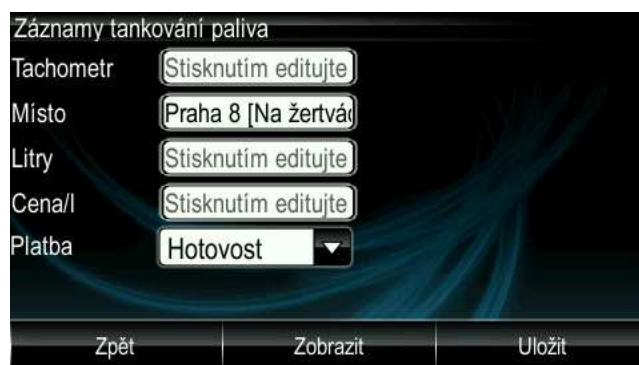 Záznamy tankování paliva
Tachometr Stisknutím editujte
Místo Praha 8 [Na žertvá
Litry Stisknutím editujte
Cena/l Stisknutím editujte
Platba Hotovost
Zpět Zobrazit Uložit